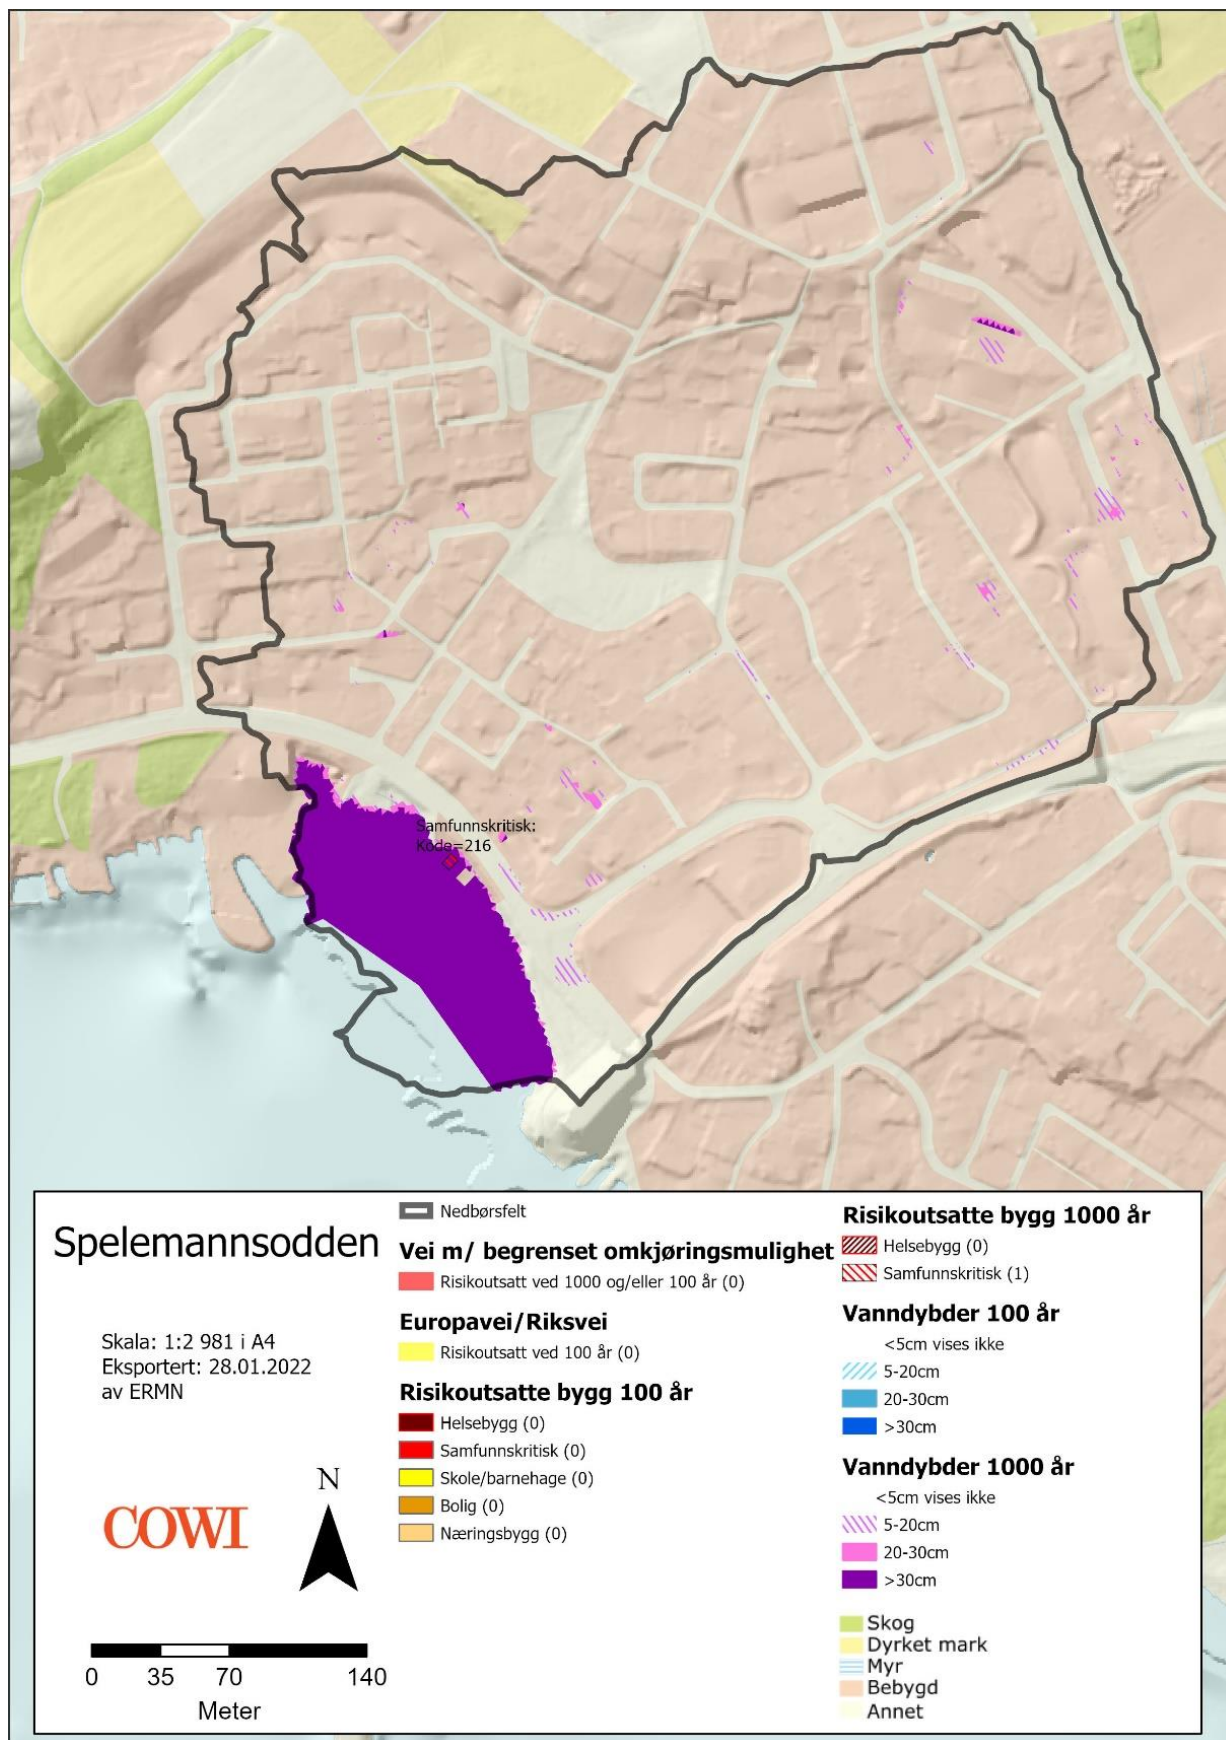 Samfunnskritisk:
Kode=216
Spelemannsodden
Skala: 1:2 981 i A4
Eksportert: 28.01.2022
av ERMN
COWI
N
0 35 70 140
Meter
Nedbørsfelt
Vei m/ begrenset omkjøringsmulighet
Risikoutsatt ved 1000 og/eller 100 år (0)
Europavei/Riksvei
Risikoutsatt ved 100 år (0)
Risikoutsatte bygg 100 år
Helsebygg (0)
Samfunnskritisk (0)
Skole/barnehage (0)
Bolig (0)
Næringsbygg (0)
Risikoutsatte bygg 1000 år
Helsebygg (0)
Samfunnskritisk (1)
Vanndybder 100 år
<5cm vises ikke
5-20cm
20-30cm
>30cm
Vanndybder 1000 år
<5cm vises ikke
5-20cm
20-30cm
>30cm
Skog
Dyrket mark
Myr
Bebygd
Annet